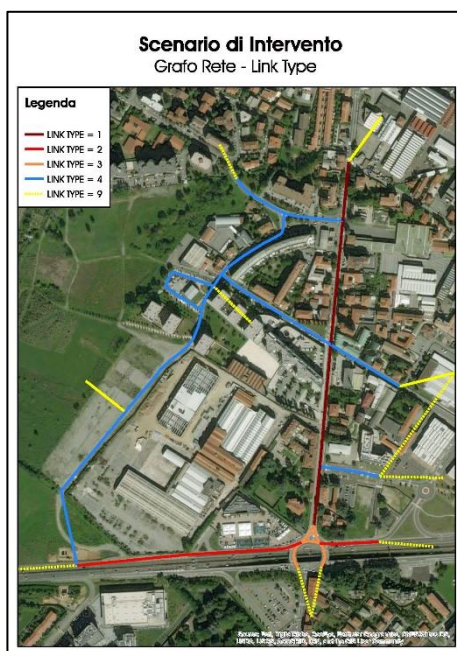 Scenario di Intervento
Grafo Rete - Link Type
Legenda
LINK TYPE = 1
LINK TYPE = 2
LINK TYPE = 3
LINK TYPE = 4
LINK TYPE = 9